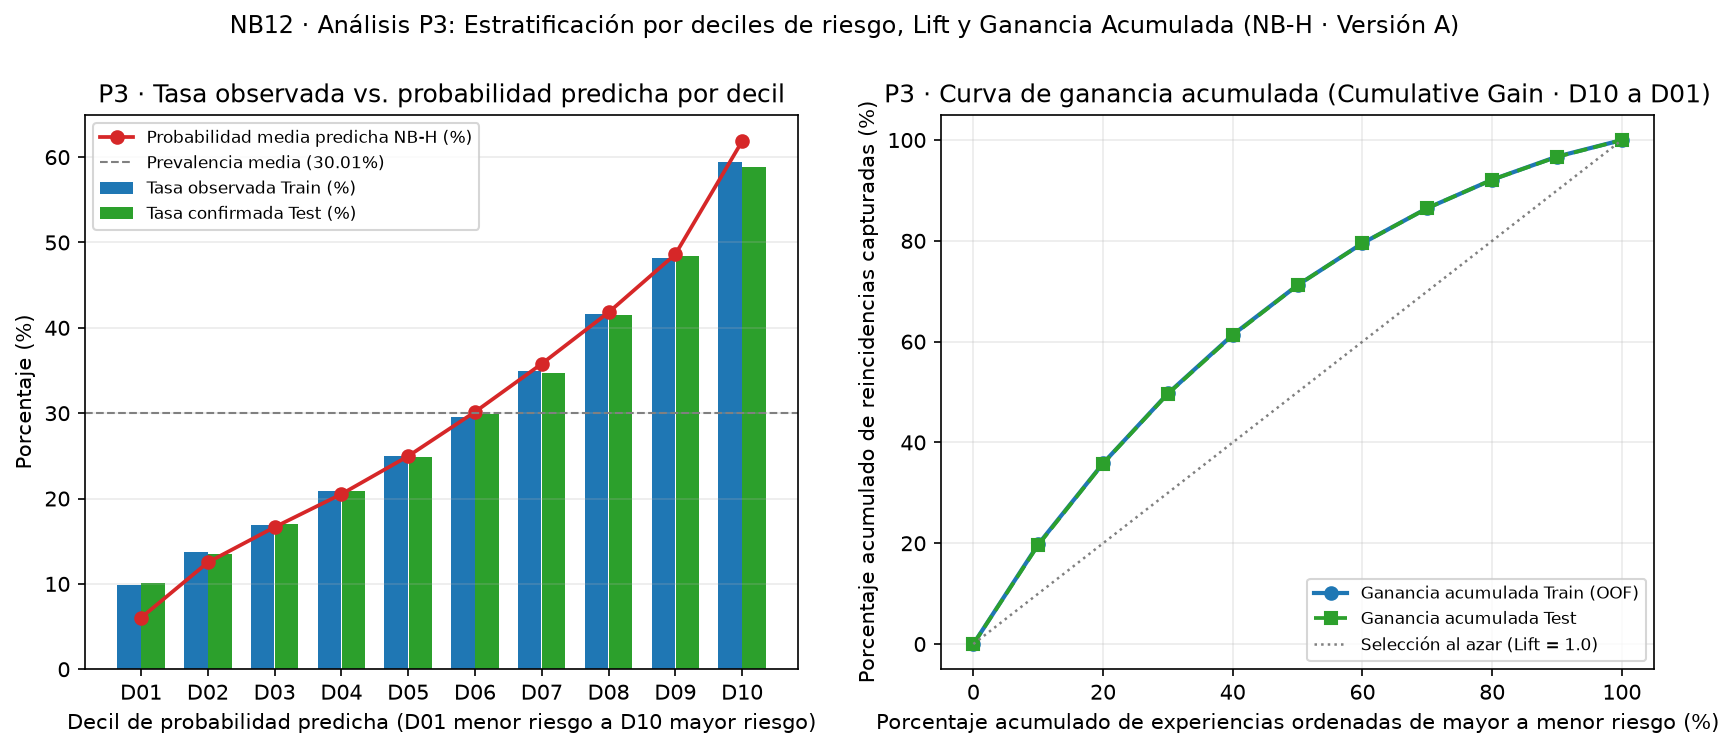 NB12 · Análisis P3: Estratificación por deciles de riesgo, Lift y Ganancia Acumulada (NB-H · Versión A)
P3 · Tasa observada vs. probabilidad predicha por decil
Porcentaje (%)
60
50
40
30
20
10
0
Probabilidad media predicha NB-H (%)
Prevalencia media (30.01%)
Tasa observada Train (%)
Tasa confirmada Test (%)
D01 D02 D03 D04 D05 D06 D07 D08 D09 D10
Decil de probabilidad predicha (D01 menor riesgo a D10 mayor riesgo)
P3 · Curva de ganancia acumulada (Cumulative Gain · D10 a D01)
Porcentaje acumulado de reincidencias capturadas (%)
100
80
60
40
20
0
Ganancia acumulada Train (OOF)
Ganancia acumulada Test
Selección al azar (Lift = 1.0)
0 20 40 60 80 100
Porcentaje acumulado de experiencias ordenadas de mayor a menor riesgo (%)